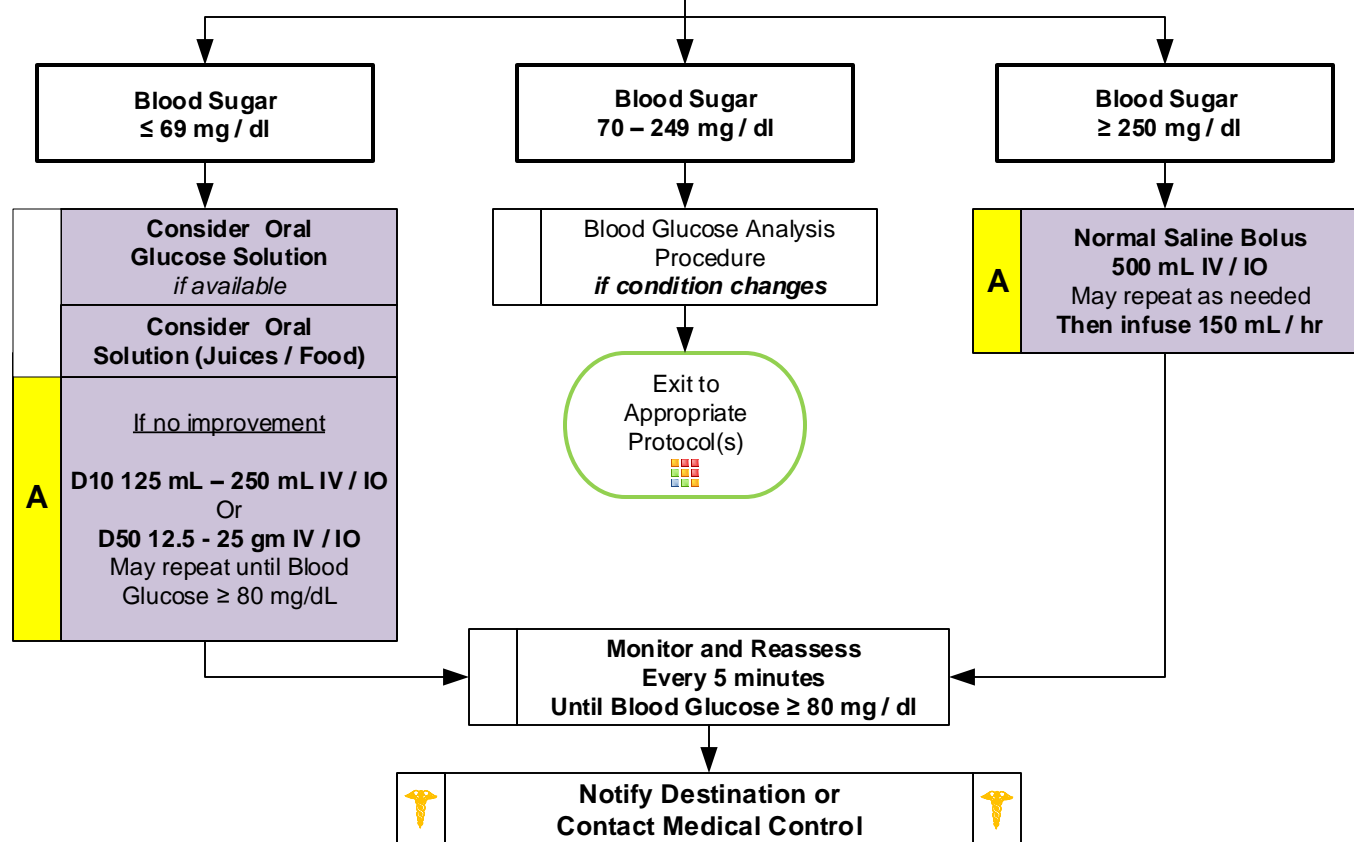 Blood Sugar
≤ 69 mg / dl
Blood Sugar
70 – 249 mg / dl
Blood Sugar
≥ 250 mg / dl
Consider Oral
Glucose Solution
if available
Consider Oral
Solution (Juices / Food)
A
If no improvement
D10 125 mL – 250 mL IV / IO
Or
D50 12.5 - 25 gm IV / IO
May repeat until Blood
Glucose ≥ 80 mg/dL
Blood Glucose Analysis
Procedure
if condition changes
Exit to
Appropriate
Protocol(s)
A
Normal Saline Bolus
500 mL IV / IO
May repeat as needed
Then infuse 150 mL / hr
Monitor and Reassess
Every 5 minutes
Until Blood Glucose ≥ 80 mg / dl
Notify Destination or
Contact Medical Control